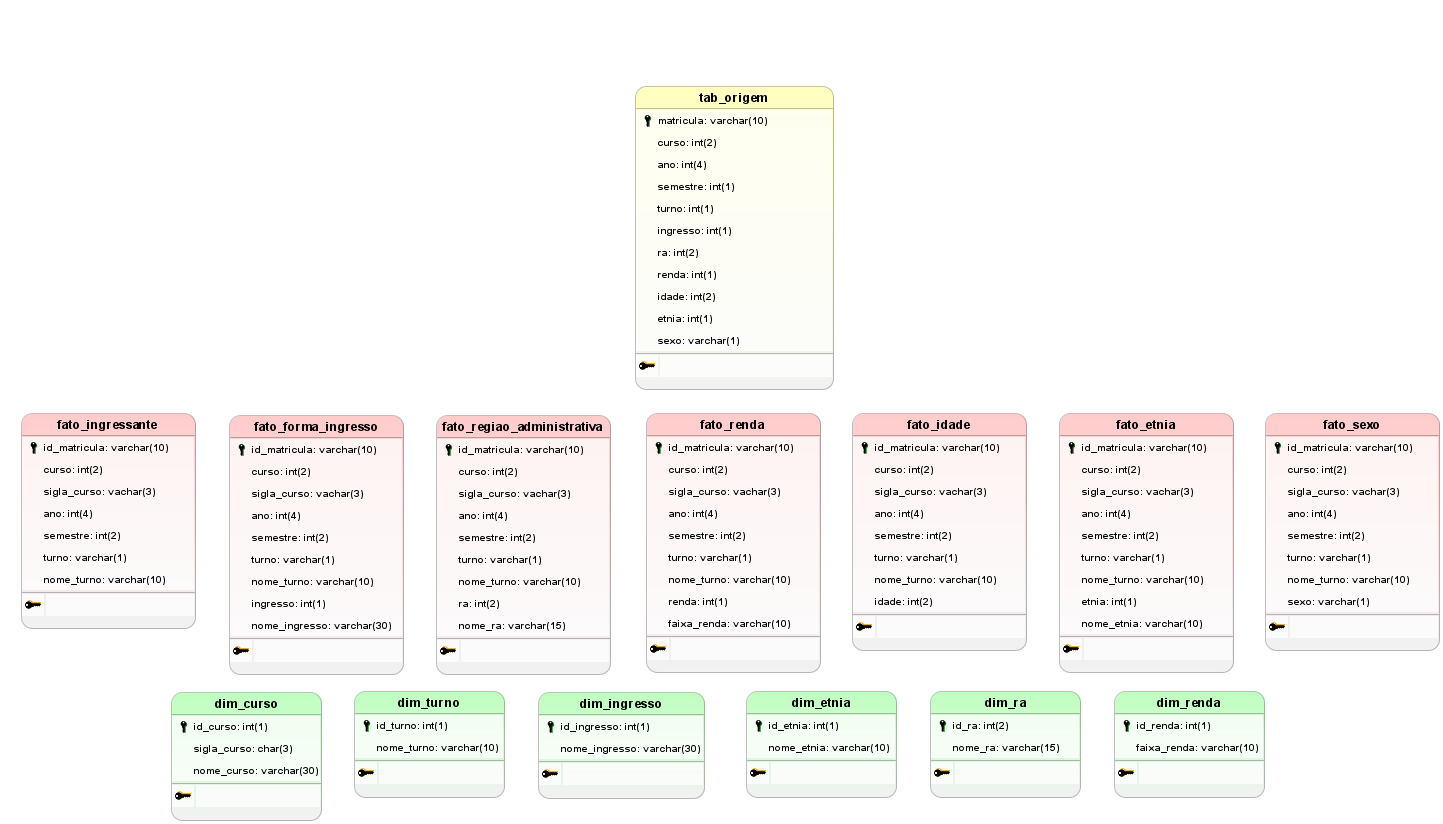 tab_origem
matricula: varchar(10)
curso: int(2)
ano: int(4)
semestre: int(1)
turno: int(1)
ingresso: int(1)
ra: int(2)
renda: int(1)
idade: int(2)
etnia: int(1)
sexo: varchar(1)
fato_ingressante
id_matricula: varchar(10)
curso: int(2)
sigla_curso: vachar(3)
ano: int(4)
semestre: int(2)
turno: varchar(1)
nome_turno: varchar(10)
fato_forma_ingresso
id_matricula: varchar(10)
curso: int(2)
sigla_curso: vachar(3)
ano: int(4)
semestre: int(2)
turno: varchar(1)
nome_turno: varchar(10)
ingresso: int(1)
nome_ingresso: varchar(30)
fato_regiao_administrativa
id_matricula: varchar(10)
curso: int(2)
sigla_curso: vachar(3)
ano: int(4)
semestre: int(2)
turno: varchar(1)
nome_turno: varchar(10)
ra: int(2)
nome_ra: varchar(15)
fato_renda
id_matricula: varchar(10)
curso: int(2)
sigla_curso: vachar(3)
ano: int(4)
semestre: int(2)
turno: varchar(1)
nome_turno: varchar(10)
renda: int(1)
faixa_renda: varchar(10)
fato_idade
id_matricula: varchar(10)
curso: int(2)
sigla_curso: vachar(3)
ano: int(4)
semestre: int(2)
turno: varchar(1)
nome_turno: varchar(10)
idade: int(2)
fato_etnia
id_matricula: varchar(10)
curso: int(2)
sigla_curso: vachar(3)
ano: int(4)
semestre: int(2)
turno: varchar(1)
nome_turno: varchar(10)
etnia: int(1)
nome_etnia: varchar(10)
fato_sexo
id_matricula: varchar(10)
curso: int(2)
sigla_curso: vachar(3)
ano: int(4)
semestre: int(2)
turno: varchar(1)
nome_turno: varchar(10)
sexo: varchar(1)
dim_curso
id_curso: int(1)
sigla_curso: char(3)
nome_curso: varchar(30)
dim_turno
id_turno: int(1)
nome_turno: varchar(10)
dim_ingresso
id_ingresso: int(1)
nome_ingresso: varchar(30)
dim_etnia
id_etnia: int(1)
nome_etnia: varchar(10)
dim_ra
id_ra: int(2)
nome_ra: varchar(15)
dim_renda
id_renda: int(1)
faixa_renda: varchar(10)